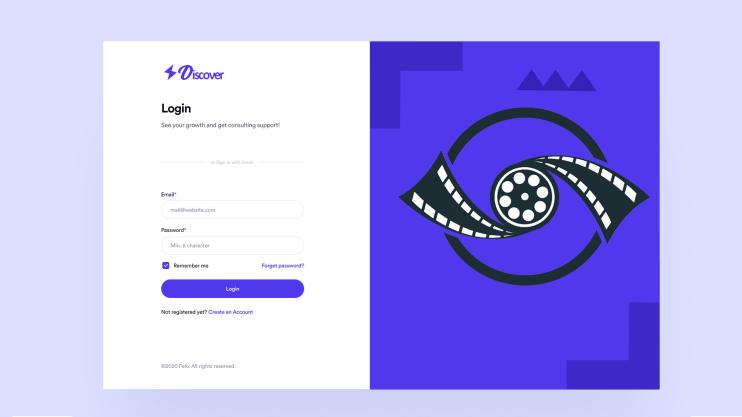 Discover
Login
See your growth and get consulting support!
or Sign in with Email
Email*
mail@website.com
Password*
Min. 8 character
Remember me Forget password?
Login
Not registered yet? Create an Account
©2020 Felix All rights reserved.